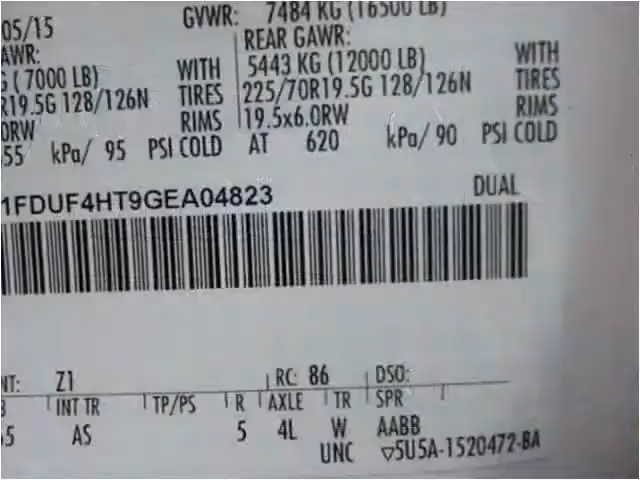 05/15 GVWR: 7484 KG (16500 LB)
AWR: REAR GAWR:
G (7000 LB) WITH 5443 KG (12000 LB) WITH
R19.5G 128/126N TIRES 225/70R19.5G 128/126N TIRES
0RW RIMS 19.5x6.0RW RIMS
55 kPa/ 95 PSI COLD AT 620 kPa/ 90 PSI COLD
1FDUF4HT9GEA04823 DUAL
NT: Z1 RC: 86 DSO:
B INT TR TP/PS R AXLE TR SPR
55 AS 5 4L W AABB
UNC ▽5U5A-1520472-BA